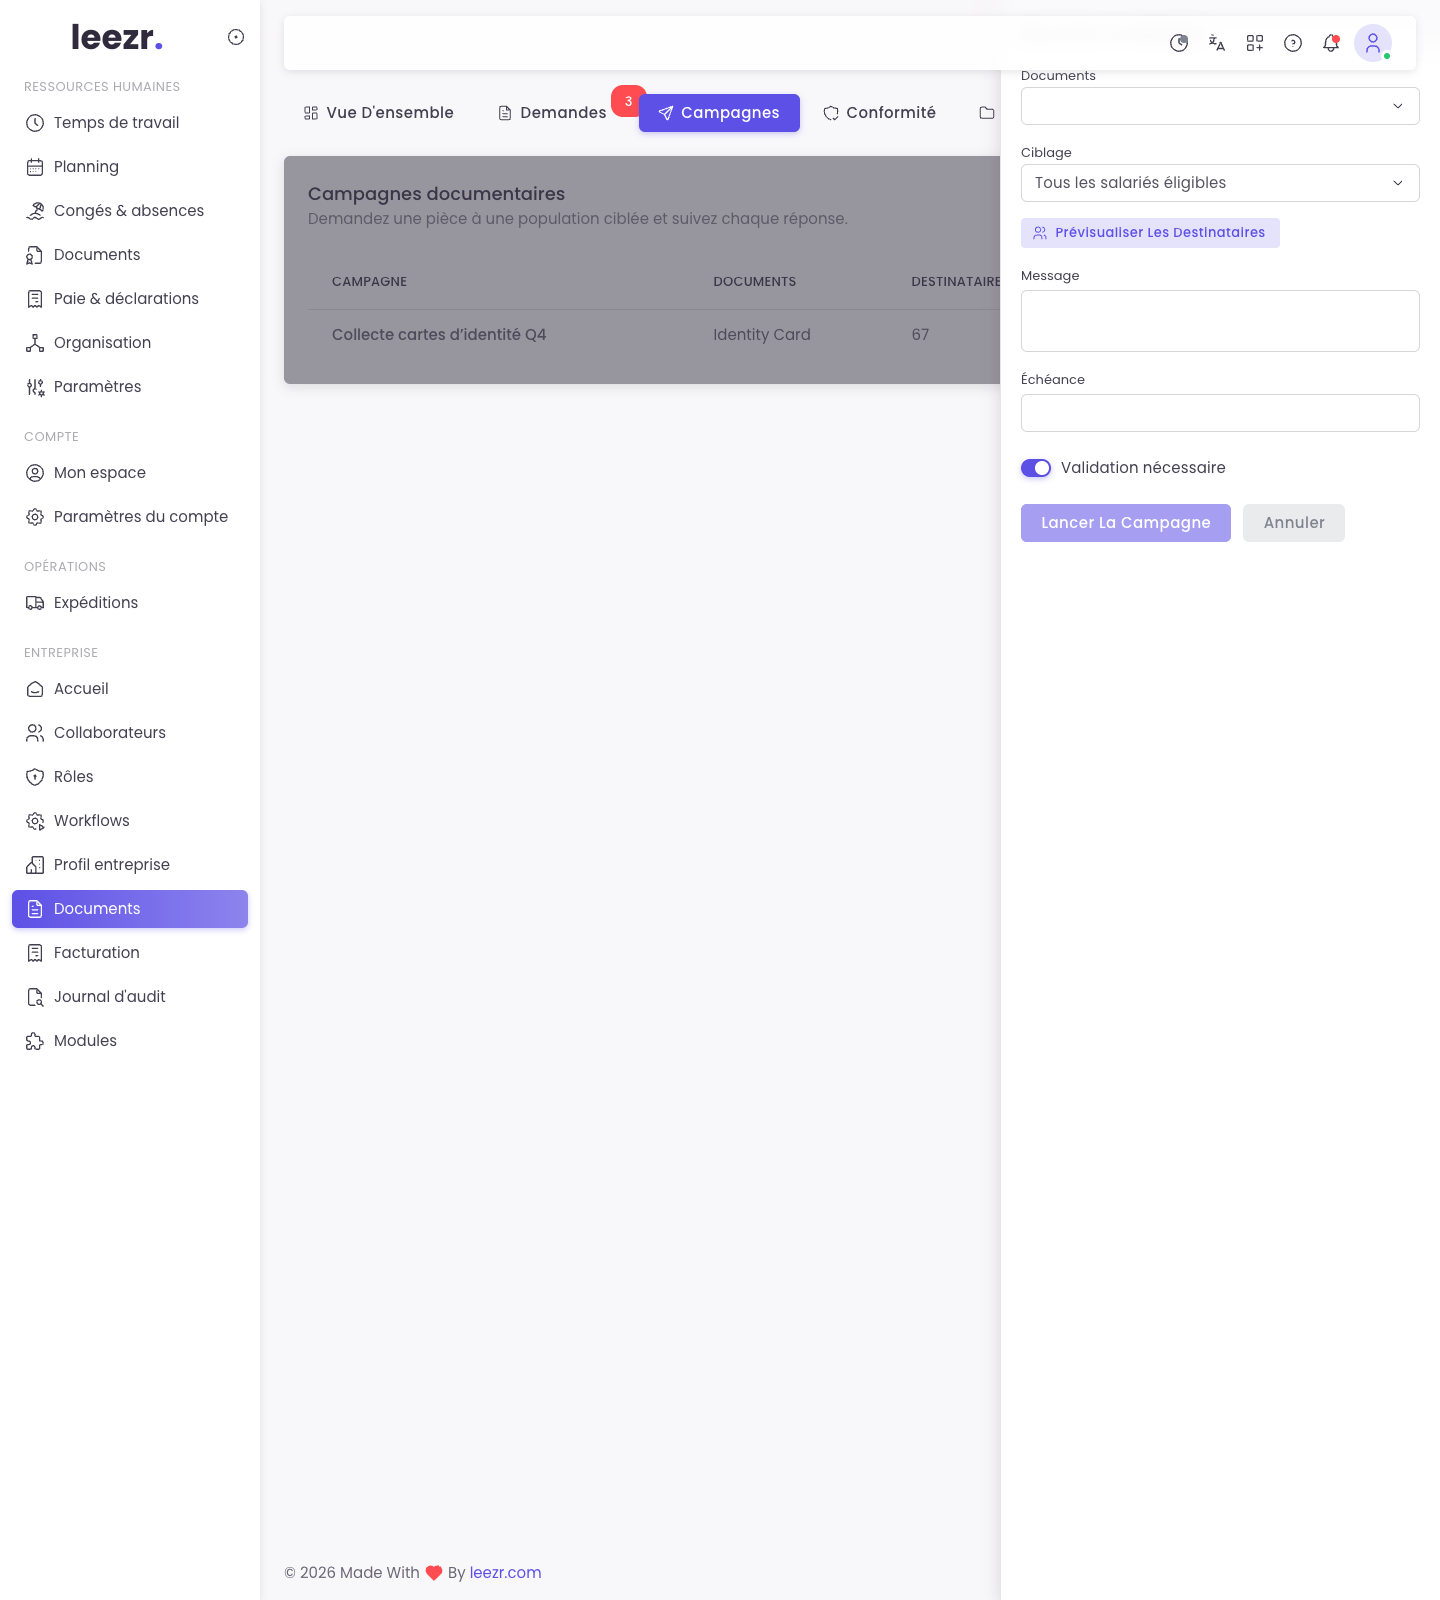 leezr.
RESSOURCES HUMAINES
Temps de travail
Planning
Congés & absences
Documents
Paie & déclarations
Organisation
Paramètres
COMPTE
Mon espace
Paramètres du compte
OPÉRATIONS
Expéditions
ENTREPRISE
Accueil
Collaborateurs
Rôles
Workflows
Profil entreprise
Documents
Facturation
Journal d'audit
Modules
Vue D'ensemble
Demandes
3
Campagnes
Conformité
Campagnes documentaires
Demandez une pièce à une population ciblée et suivez chaque réponse.
CAMPAGNE DOCUMENTS DESTINATAIRE
Collecte cartes d’identité Q4 Identity Card 67
Documents
Ciblage
Tous les salariés éligibles
Prévisualiser Les Destinataires
Message
Échéance
Validation nécessaire
Lancer La Campagne Annuler
© 2026 Made With By leezr.com